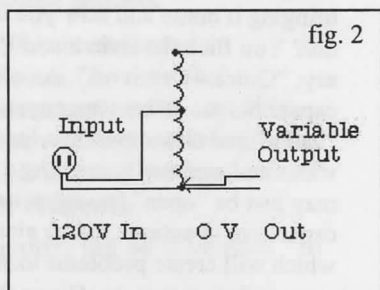 fig. 2
Input
Variable
Output
120V In
0 V Out